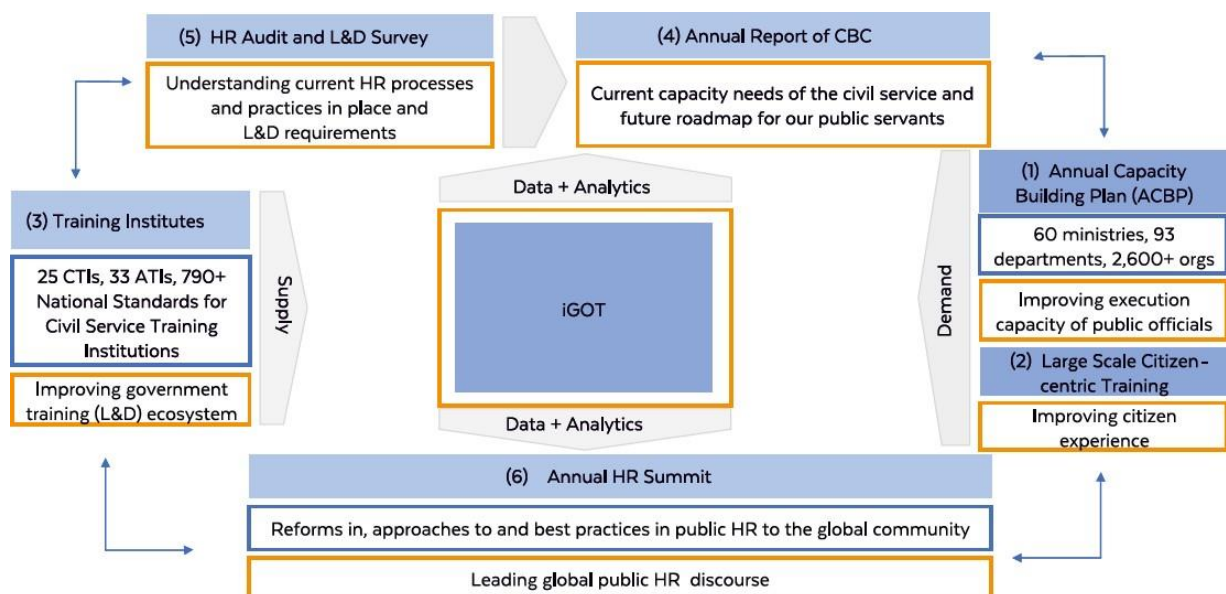 (5) HR Audit and L&D Survey
Understanding current HR processes
and practices in place and
L&D requirements
(4) Annual Report of CBC
Current capacity needs of the civil service and
future roadmap for our public servants
(3) Training Institutes
25 CTIs, 33 ATIs, 790+
National Standards for
Civil Service Training
Institutions
Improving government
training (L&D) ecosystem
Supply
Data + Analytics
iGOT
Data + Analytics
Demand
(1) Annual Capacity
Building Plan (ACBP)
60 ministries, 93
departments, 2,600+ orgs
Improving execution
capacity of public officials
(2) Large Scale Citizen-
centric Training
Improving citizen
experience
(6) Annual HR Summit
Reforms in, approaches to and best practices in public HR to the global community
Leading global public HR discourse